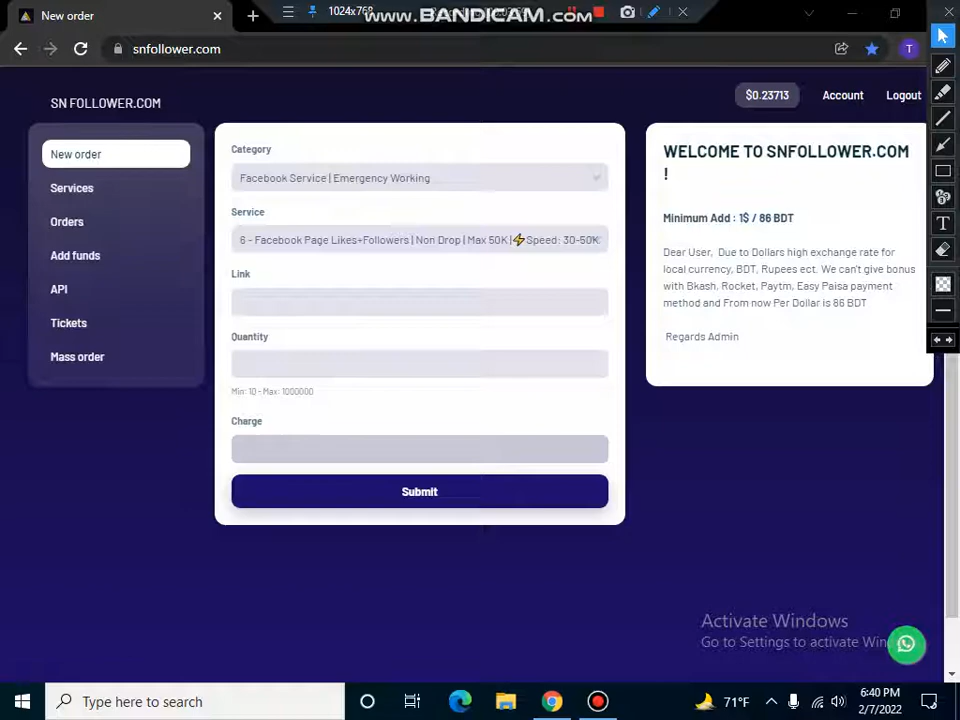 New order
1024x768
www.BANDICAM.com
snfollower.com
T
SN FOLLOWER.COM
$0.23713
Account
Logout
New order
Services
Orders
Add funds
API
Tickets
Mass order
Category
Facebook Service | Emergency Working
Service
6 - Facebook Page Likes+Followers | Non Drop | Max 50K |⚡Speed: 30-50K
Link
Quantity
Min: 10 - Max: 1000000
Charge
Submit
WELCOME TO SNFOLLOWER.COM
!
Minimum Add : 1$ / 86 BDT
Dear User, Due to Dollars high exchange rate for
local currency, BDT, Rupees ect. We can't give bonus
with Bkash, Rocket, Paytm, Easy Paisa payment
method and From now Per Dollar is 86 BDT
Regards Admin
T
Activate Windows
Go to Settings to activate Win
Type here to search
71°F
6:40 PM
2/7/2022